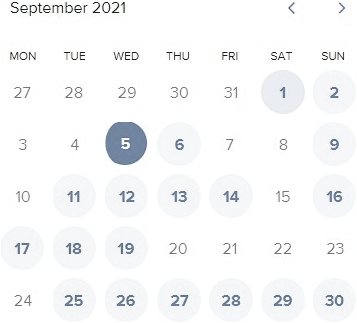 September 2021
MON TUE WED THU FRI SAT SUN
27 28 29 30 31 1 2
3 4 5 6 7 8 9
10 11 12 13 14 15 16
17 18 19 20 21 22 23
24 25 26 27 28 29 30